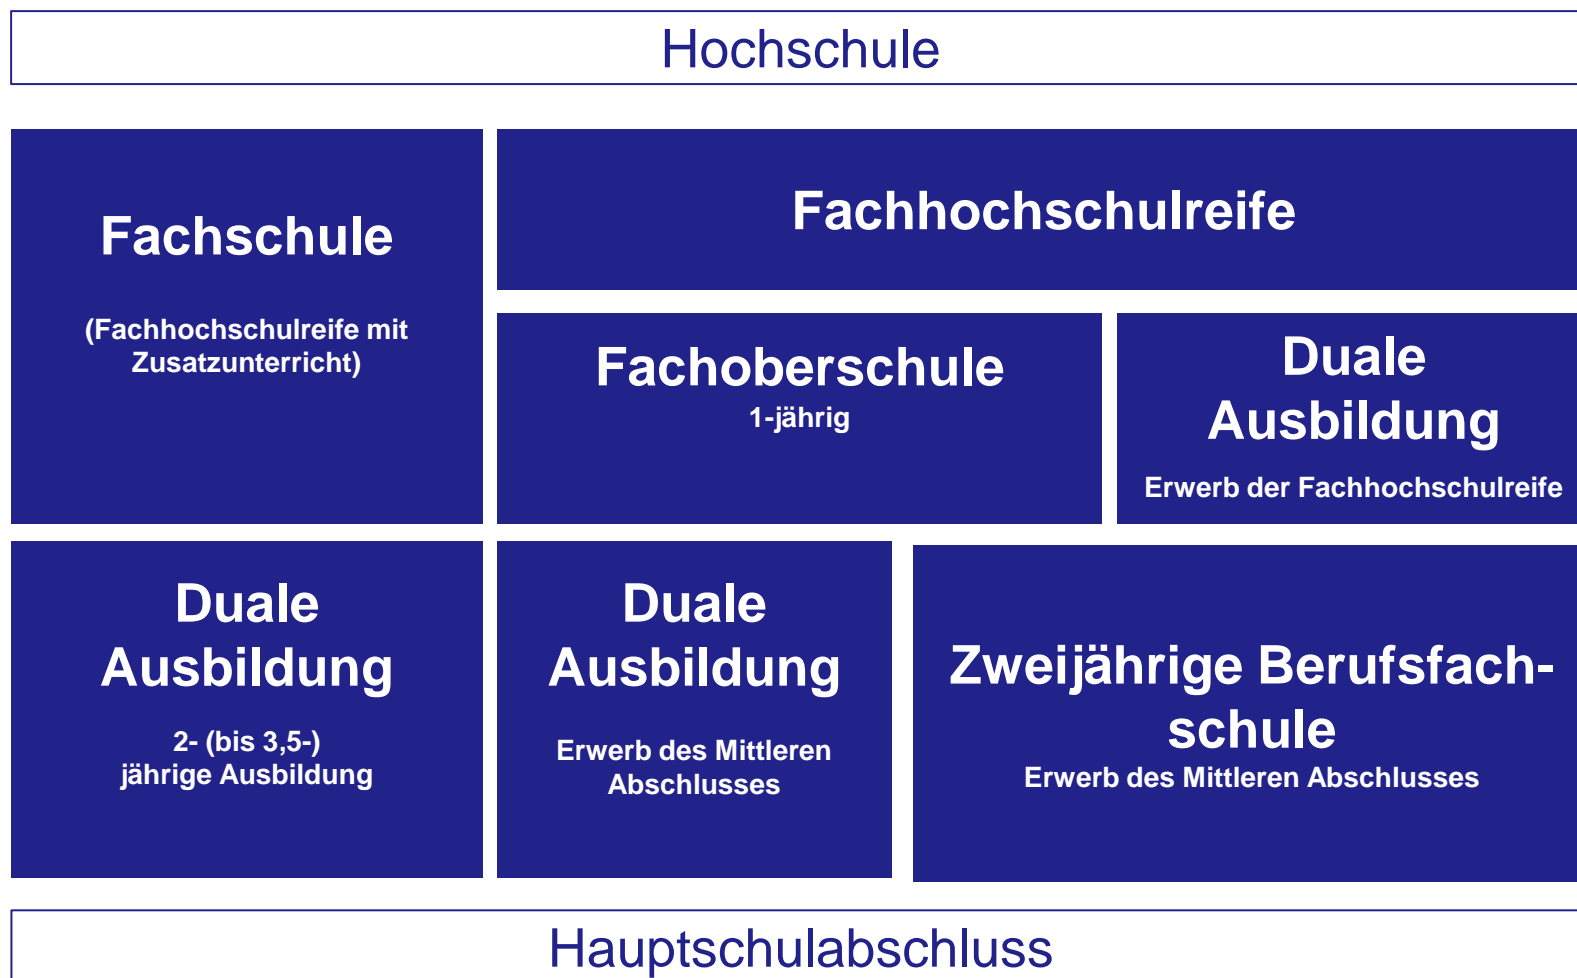 Hochschule
Fachschule
(Fachhochschulreife mit
Zusatzunterricht)
Fachhochschulreife
Fachoberschule
1-jährig
Duale
Ausbildung
Erwerb der Fachhochschulreife
Duale
Ausbildung
2- (bis 3,5-)
jährige Ausbildung
Duale
Ausbildung
Erwerb des Mittleren
Abschlusses
Zweijährige Berufsfach-
schule
Erwerb des Mittleren Abschlusses
Hauptschulabschluss